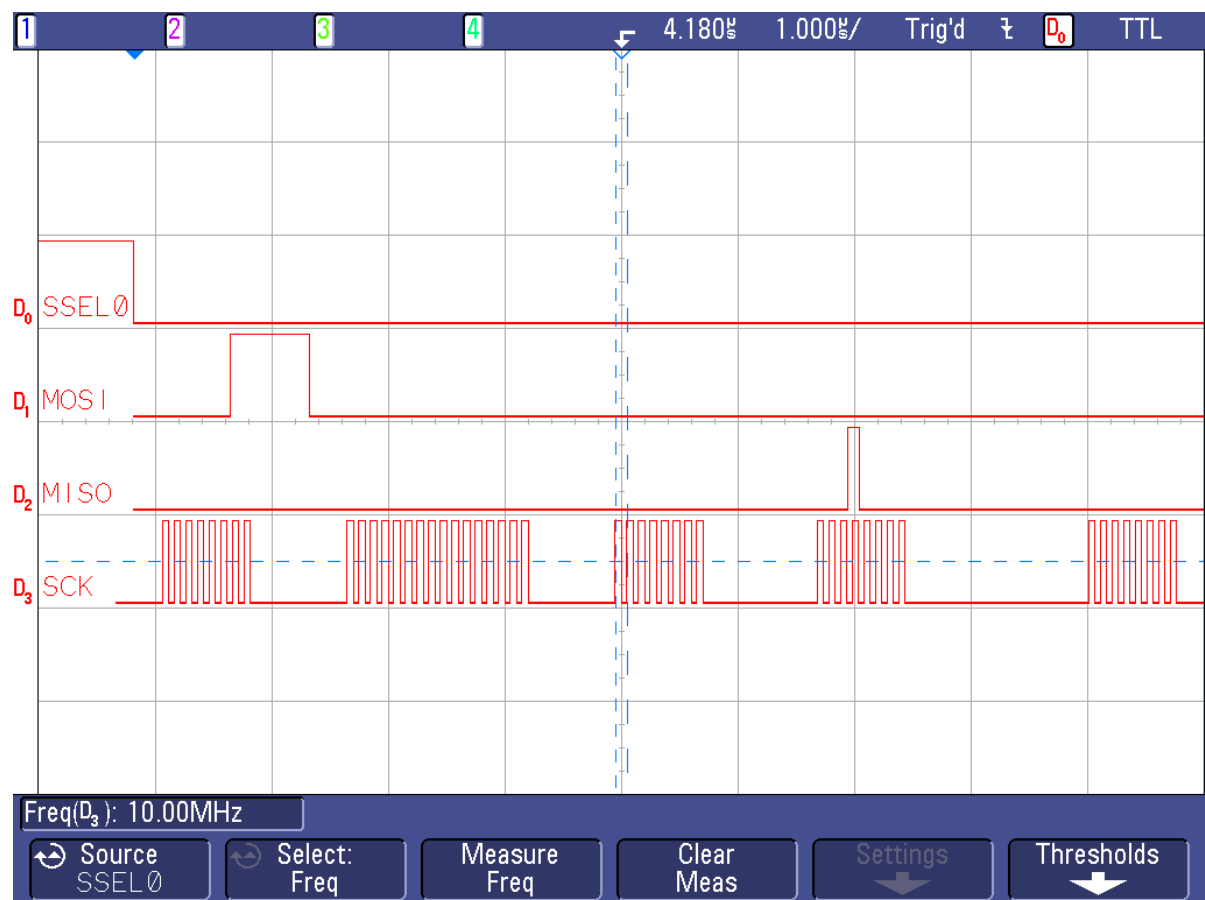 1 2 3 4 4.180µs 1.000µs/ Trig'd D0 TTL
D0 SSEL0
D1 MOSI
D2 MISO
D3 SCK
Freq(D3): 10.00MHz
Source Select: Measure Clear Settings Thresholds
SSEL0 Freq Freq Meas